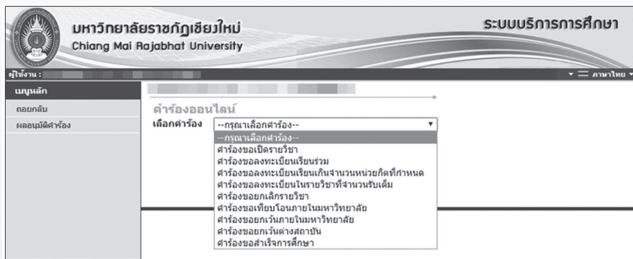 มหาวิทยาลัยราชภัฏเชียงใหม่
Chiang Mai Rajabhat University
ระบบบริการการศึกษา
ผู้ใช้งาน :
ภาษาไทย
เมนูหลัก
ถอยกลับ
ผลอนุมัติคำร้อง
คำร้องออนไลน์
เลือกคำร้อง --กรุณาเลือกคำร้อง--
--กรุณาเลือกคำร้อง--
คำร้องขอเปิดรายวิชา
คำร้องขอลงทะเบียนเรียนร่วม
คำร้องขอลงทะเบียนเรียนเกินจำนวนหน่วยกิตที่กำหนด
คำร้องขอลงทะเบียนในรายวิชาที่จำนวนรับเต็ม
คำร้องขอยกเลิกรายวิชา
คำร้องขอเทียบโอนภายในมหาวิทยาลัย
คำร้องขอยกเว้นภายในมหาวิทยาลัย
คำร้องขอยกเว้นต่างสถาบัน
คำร้องขอสำเร็จการศึกษา